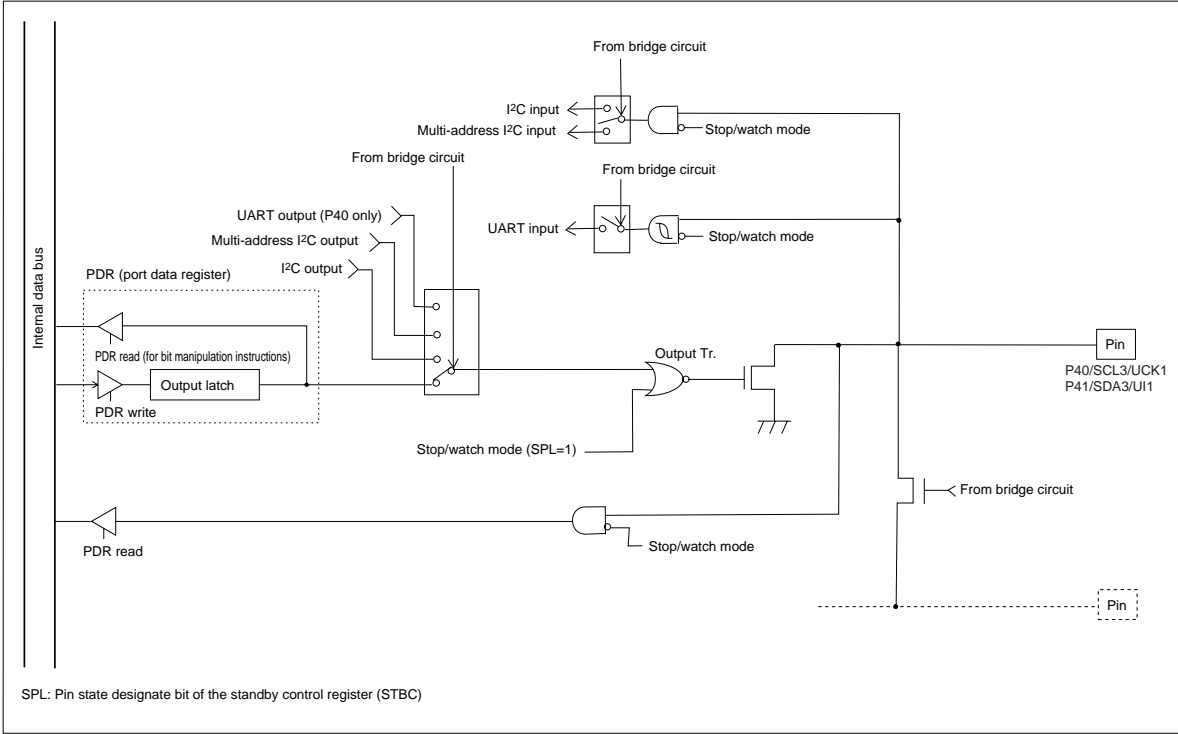 From bridge circuit
I²C input
Multi-address I²C input
Stop/watch mode
From bridge circuit
From bridge circuit
UART output (P40 only)
UART input
Stop/watch mode
Multi-address I²C output
I²C output
Internal data bus
PDR (port data register)
PDR read (for bit manipulation instructions)
Output latch
PDR write
Output Tr.
Pin
P40/SCL3/UCK1
P41/SDA3/UI1
Stop/watch mode (SPL=1)
From bridge circuit
PDR read
Stop/watch mode
Pin
SPL: Pin state designate bit of the standby control register (STBC)